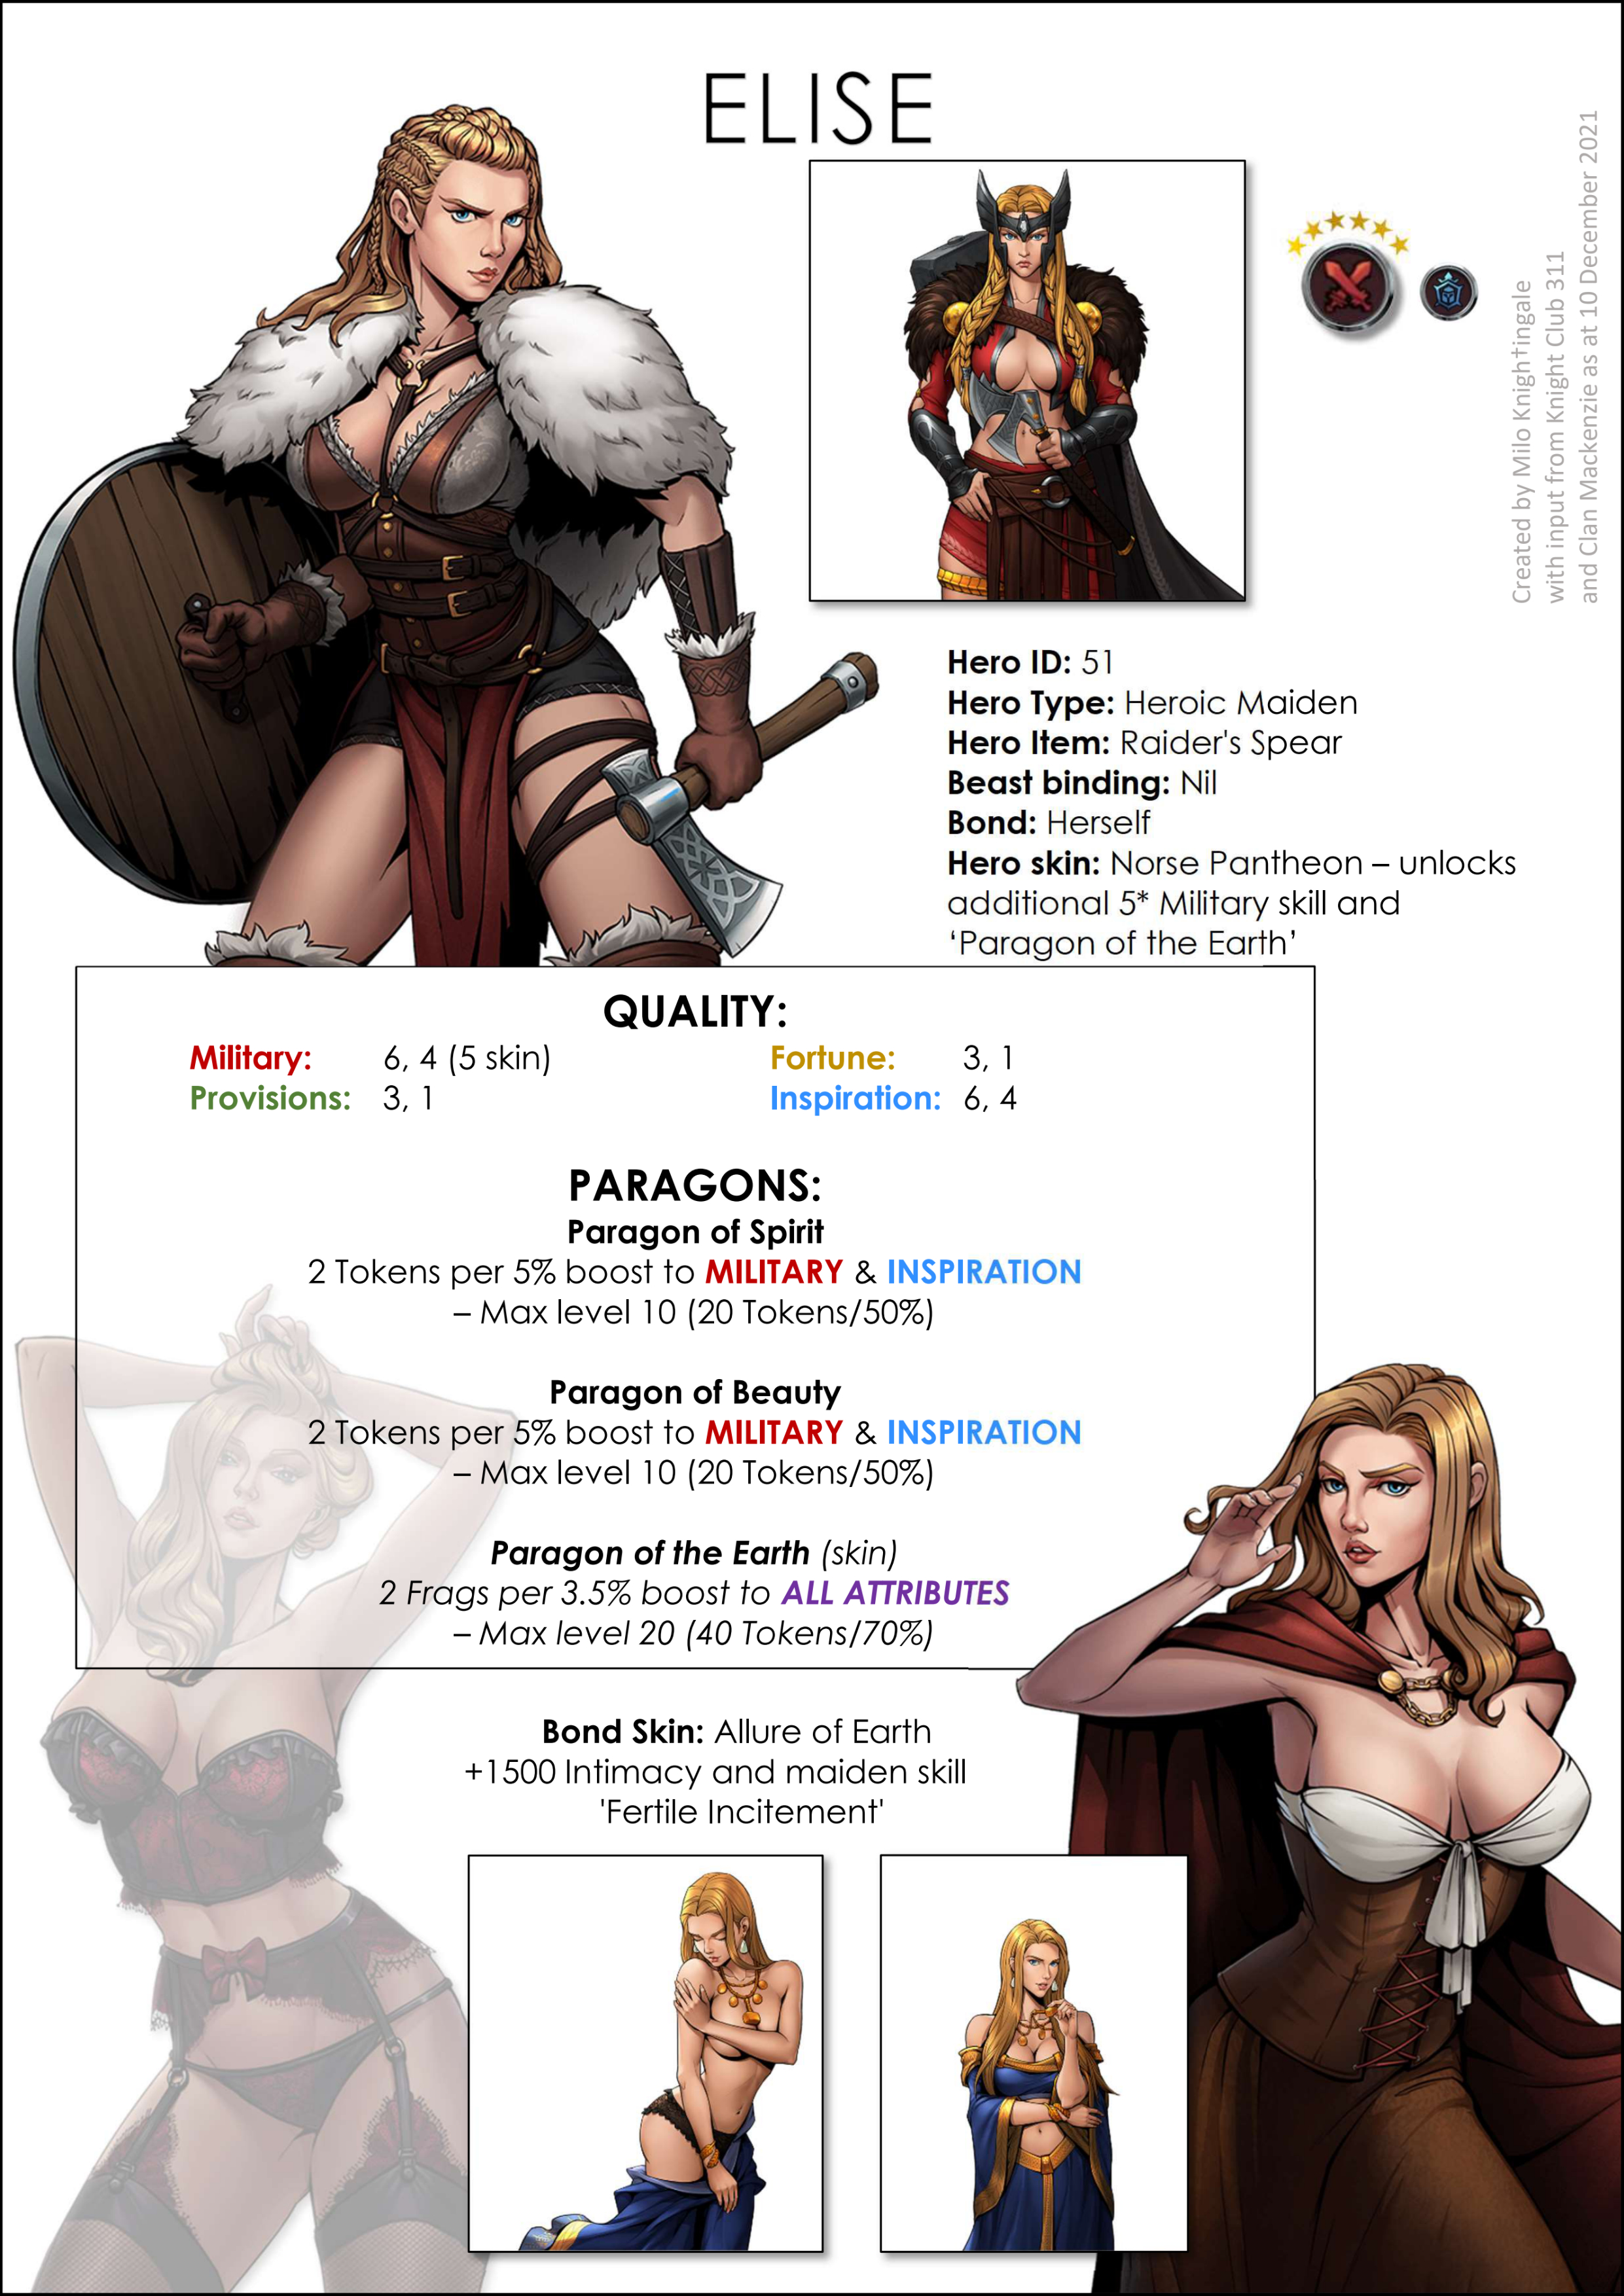 ELISE
Created by Milo Knigh†ingale
with input from Knight Club 311
and Clan Mackenzie as at 10 December 2021
Hero ID: 51
Hero Type: Heroic Maiden
Hero Item: Raider's Spear
Beast binding: Nil
Bond: Herself
Hero skin: Norse Pantheon – unlocks
additional 5* Military skill and
‘Paragon of the Earth’
QUALITY:
Military: 6, 4 (5 skin) Fortune: 3, 1
Provisions: 3, 1 Inspiration: 6, 4
PARAGONS:
Paragon of Spirit
2 Tokens per 5% boost to MILITARY & INSPIRATION
– Max level 10 (20 Tokens/50%)
Paragon of Beauty
2 Tokens per 5% boost to MILITARY & INSPIRATION
– Max level 10 (20 Tokens/50%)
Paragon of the Earth (skin)
2 Frags per 3.5% boost to ALL ATTRIBUTES
– Max level 20 (40 Tokens/70%)
Bond Skin: Allure of Earth
+1500 Intimacy and maiden skill
'Fertile Incitement'